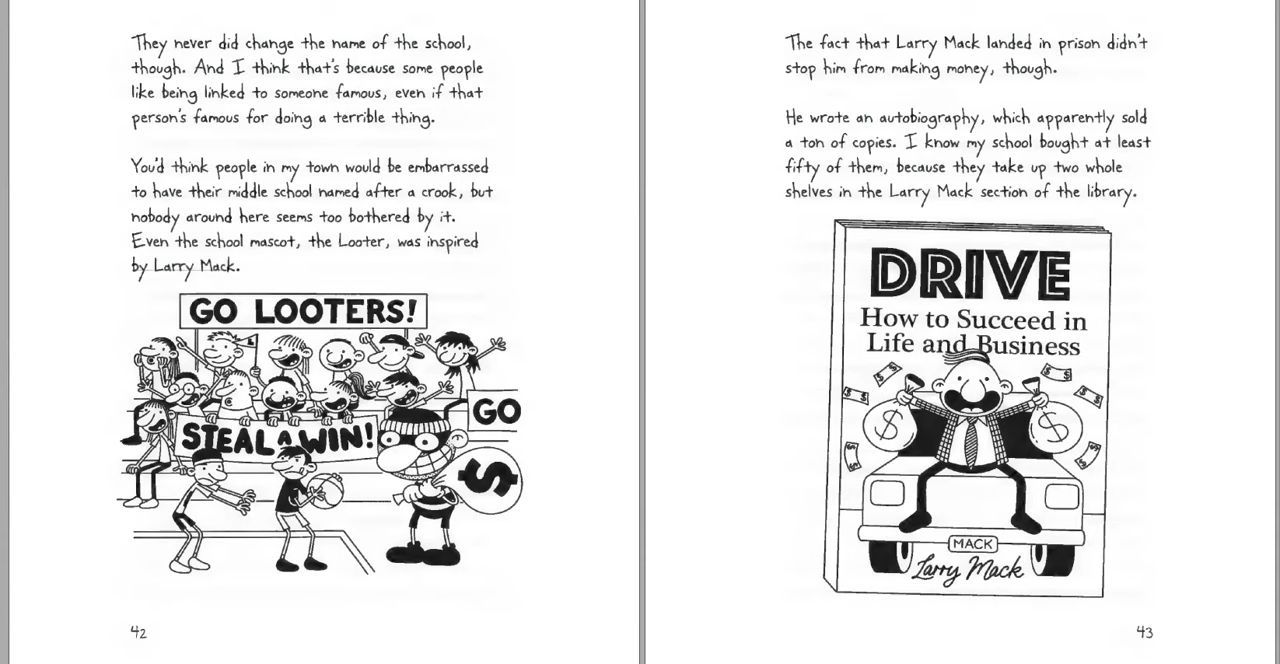 They never did change the name of the school,
though. And I think that's because some people
like being linked to someone famous, even if that
person's famous for doing a terrible thing.
You'd think people in my town would be embarrassed
to have their middle school named after a crook, but
nobody around here seems too bothered by it.
Even the school mascot, the Looter, was inspired
by Larry Mack.
GO LOOTERS!
GO
STEAL A WIN!
$
42
The fact that Larry Mack landed in prison didn't
stop him from making money, though.
He wrote an autobiography, which apparently sold
a ton of copies. I know my school bought at least
fifty of them, because they take up two whole
shelves in the Larry Mack section of the library.
DRIVE
How to Succeed in
Life and Business
$ $
$ $
$ $
$ $
$ $
$ $
$ $
MACK
Larry Mack
43